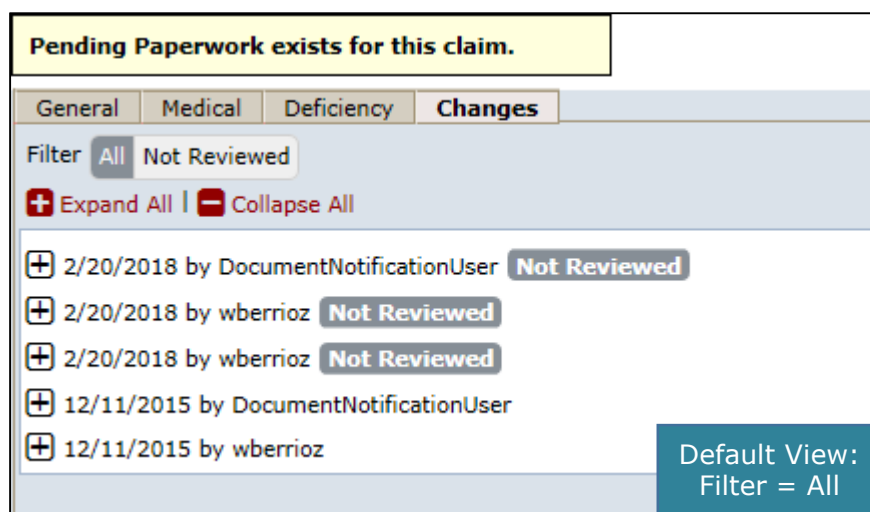 Pending Paperwork exists for this claim.
General Medical Deficiency Changes
Filter All Not Reviewed
Expand All | Collapse All
2/20/2018 by DocumentNotificationUser Not Reviewed
2/20/2018 by wberrioz Not Reviewed
2/20/2018 by wberrioz Not Reviewed
12/11/2015 by DocumentNotificationUser
12/11/2015 by wberrioz
Default View:
Filter = All